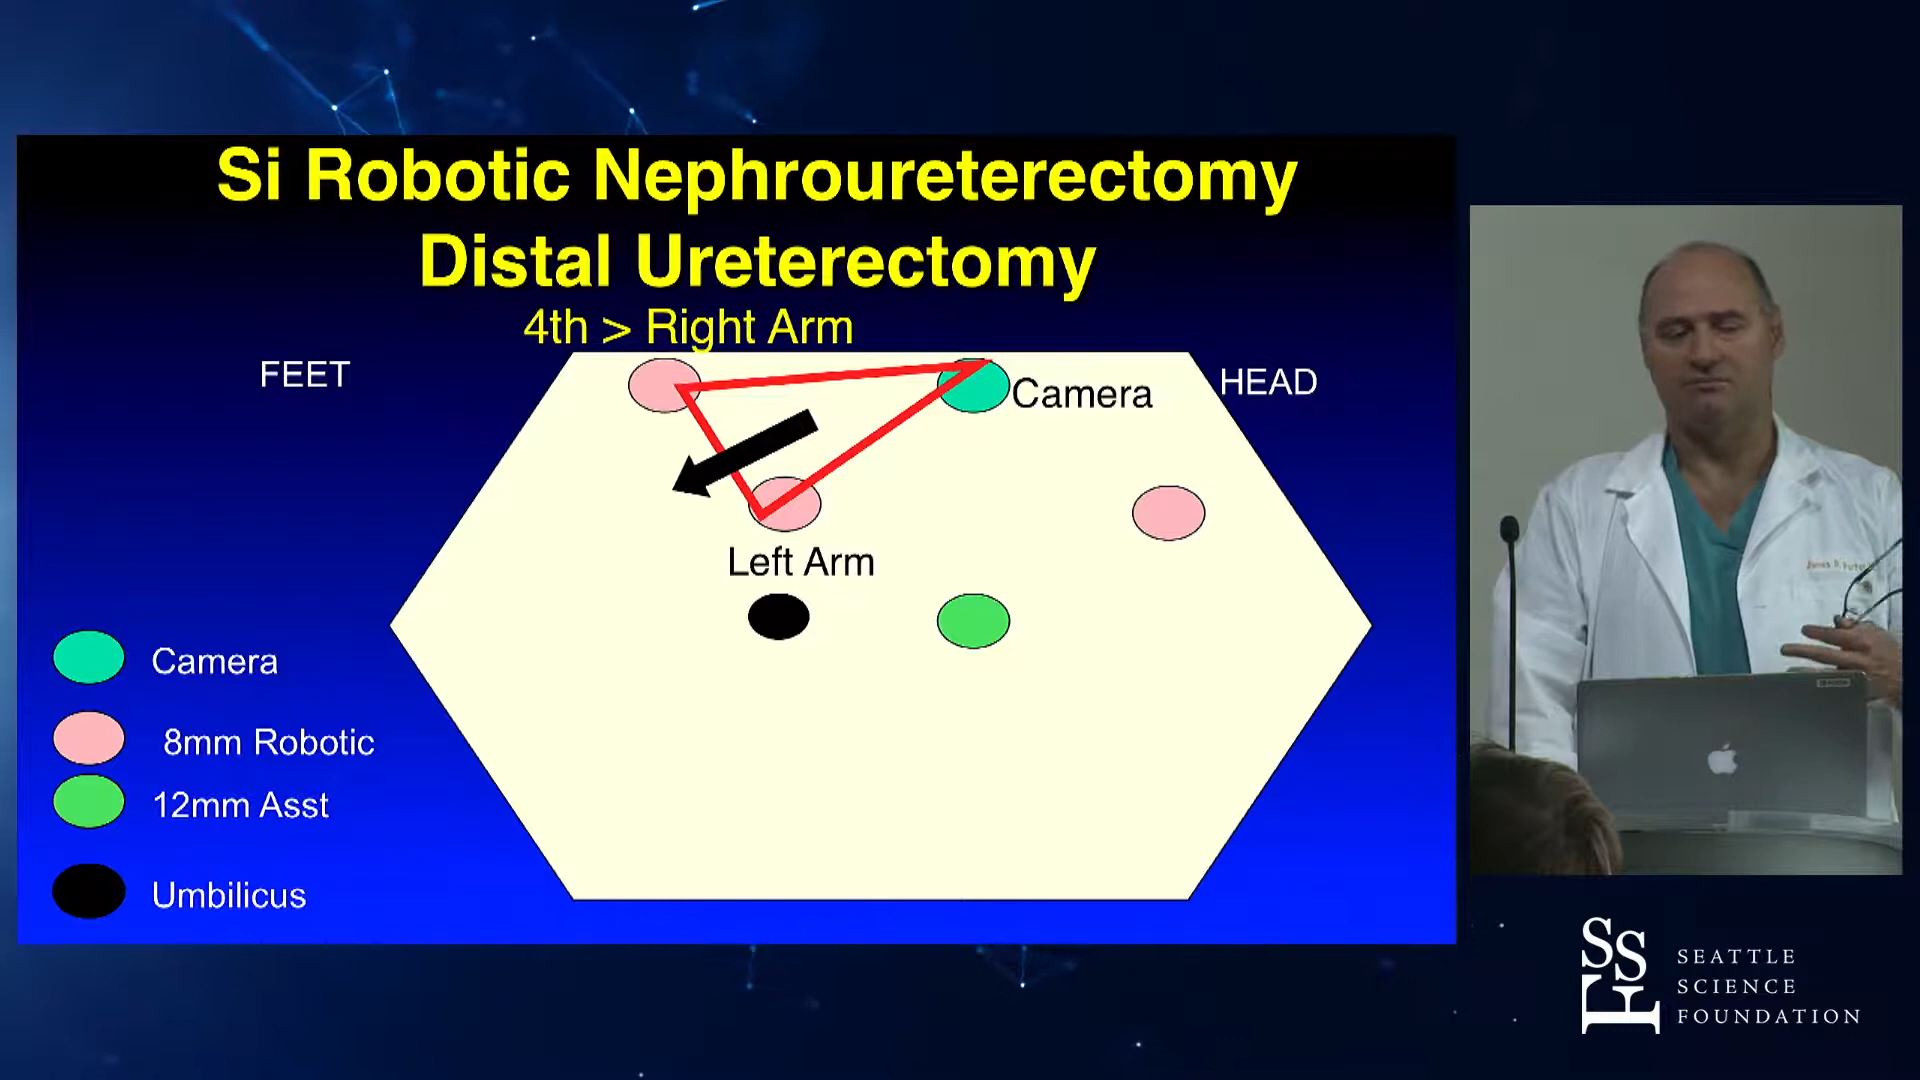 Si Robotic Nephroureterectomy
Distal Ureterectomy
4th > Right Arm
FEET
HEAD
Camera
Left Arm
Camera
8mm Robotic
12mm Asst
Umbilicus
SSF
SEATTLE
SCIENCE
FOUNDATION